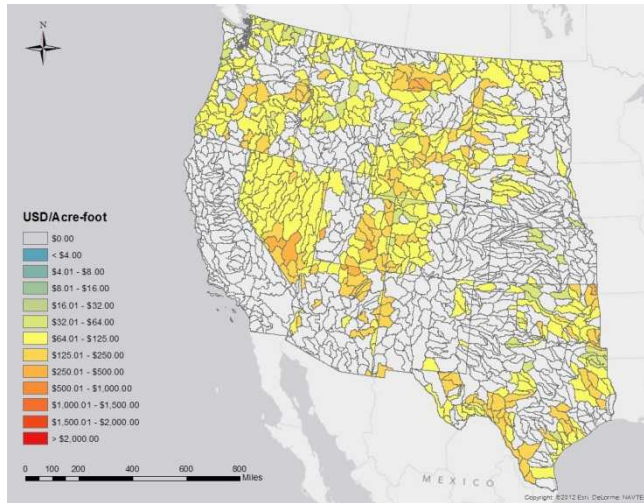 N
USD/Acre-foot
$0.00
< $4.00
$4.01 - $8.00
$8.01 - $16.00
$16.01 - $32.00
$32.01 - $64.00
$64.01 - $125.00
$125.01 - $250.00
$250.01 - $500.00
$500.01 - $1,000.00
$1,000.01 - $1,500.00
$1,500.01 - $2,000.00
> $2,000.00
0 100 200 400 600 800
Miles
MEXICO
Copyright ©2012 Esri, DeLorme, NAVTE